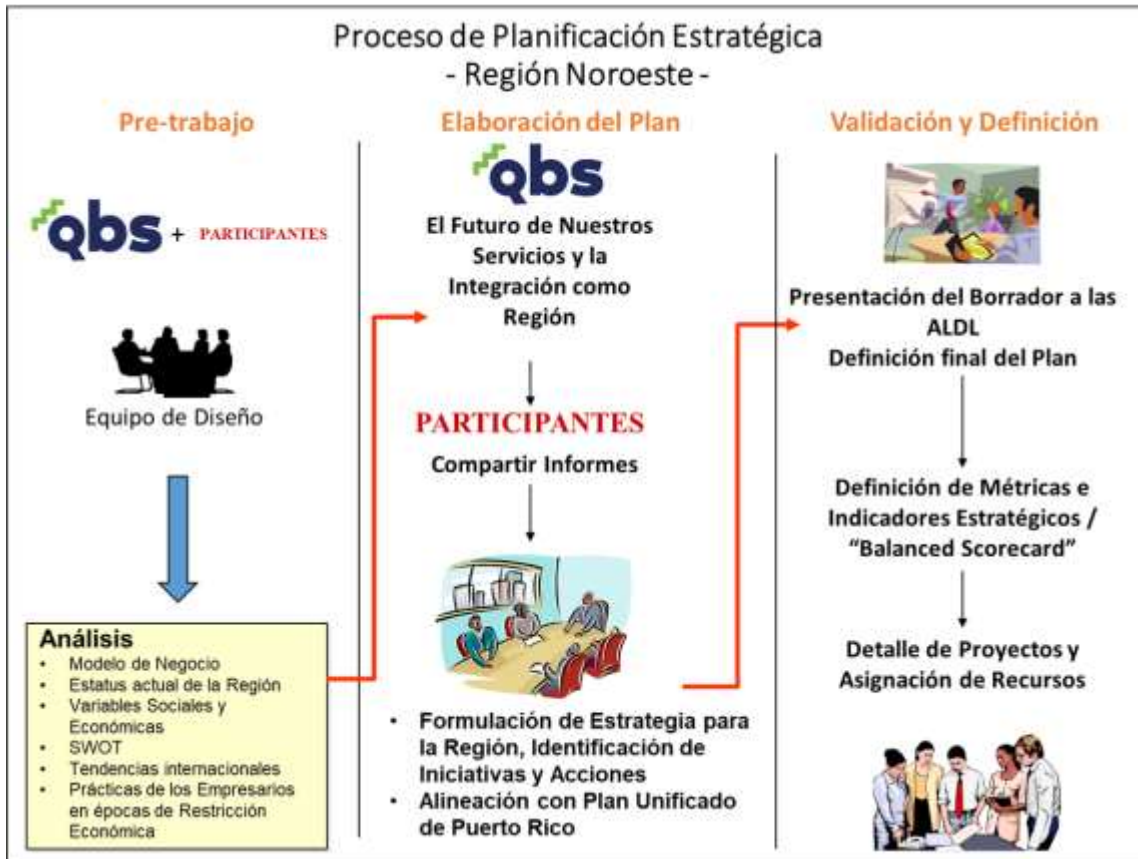 Proceso de Planificación Estratégica
- Región Noroeste -
Pre-trabajo
qbs + PARTICIPANTES
Equipo de Diseño
Análisis
• Modelo de Negocio
• Estatus actual de la Región
• Variables Sociales y
Económicas
• SWOT
• Tendencias internacionales
• Prácticas de los Empresarios
en épocas de Restricción
Económica
Elaboración del Plan
qbs
El Futuro de Nuestros
Servicios y la
Integración como
Región
PARTICIPANTES
Compartir Informes
• Formulación de Estrategia para
la Región, Identificación de
Iniciativas y Acciones
• Alineación con Plan Unificado
de Puerto Rico
Validación y Definición
Presentación del Borrador a las
ALDL
Definición final del Plan
Definición de Métricas e
Indicadores Estratégicos /
“Balanced Scorecard”
Detalle de Proyectos y
Asignación de Recursos